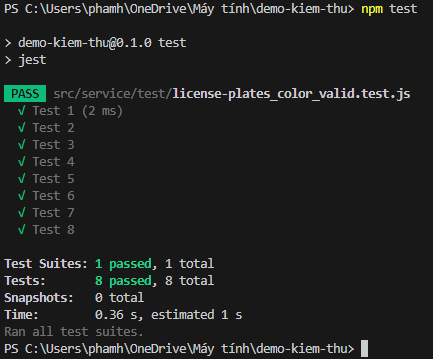 PS C:\Users\phamh\OneDrive\Máy tính\demo-kiem-thu> npm test
> demo-kiem-thu@0.1.0 test
> jest
PASS src/service/test/license-plates_color_valid.test.js
√ Test 1 (2 ms)
√ Test 2
√ Test 3
√ Test 4
√ Test 5
√ Test 6
√ Test 7
√ Test 8
Test Suites: 1 passed, 1 total
Tests: 8 passed, 8 total
Snapshots: 0 total
Time: 0.36 s, estimated 1 s
Ran all test suites.
PS C:\Users\phamh\OneDrive\Máy tính\demo-kiem-thu>